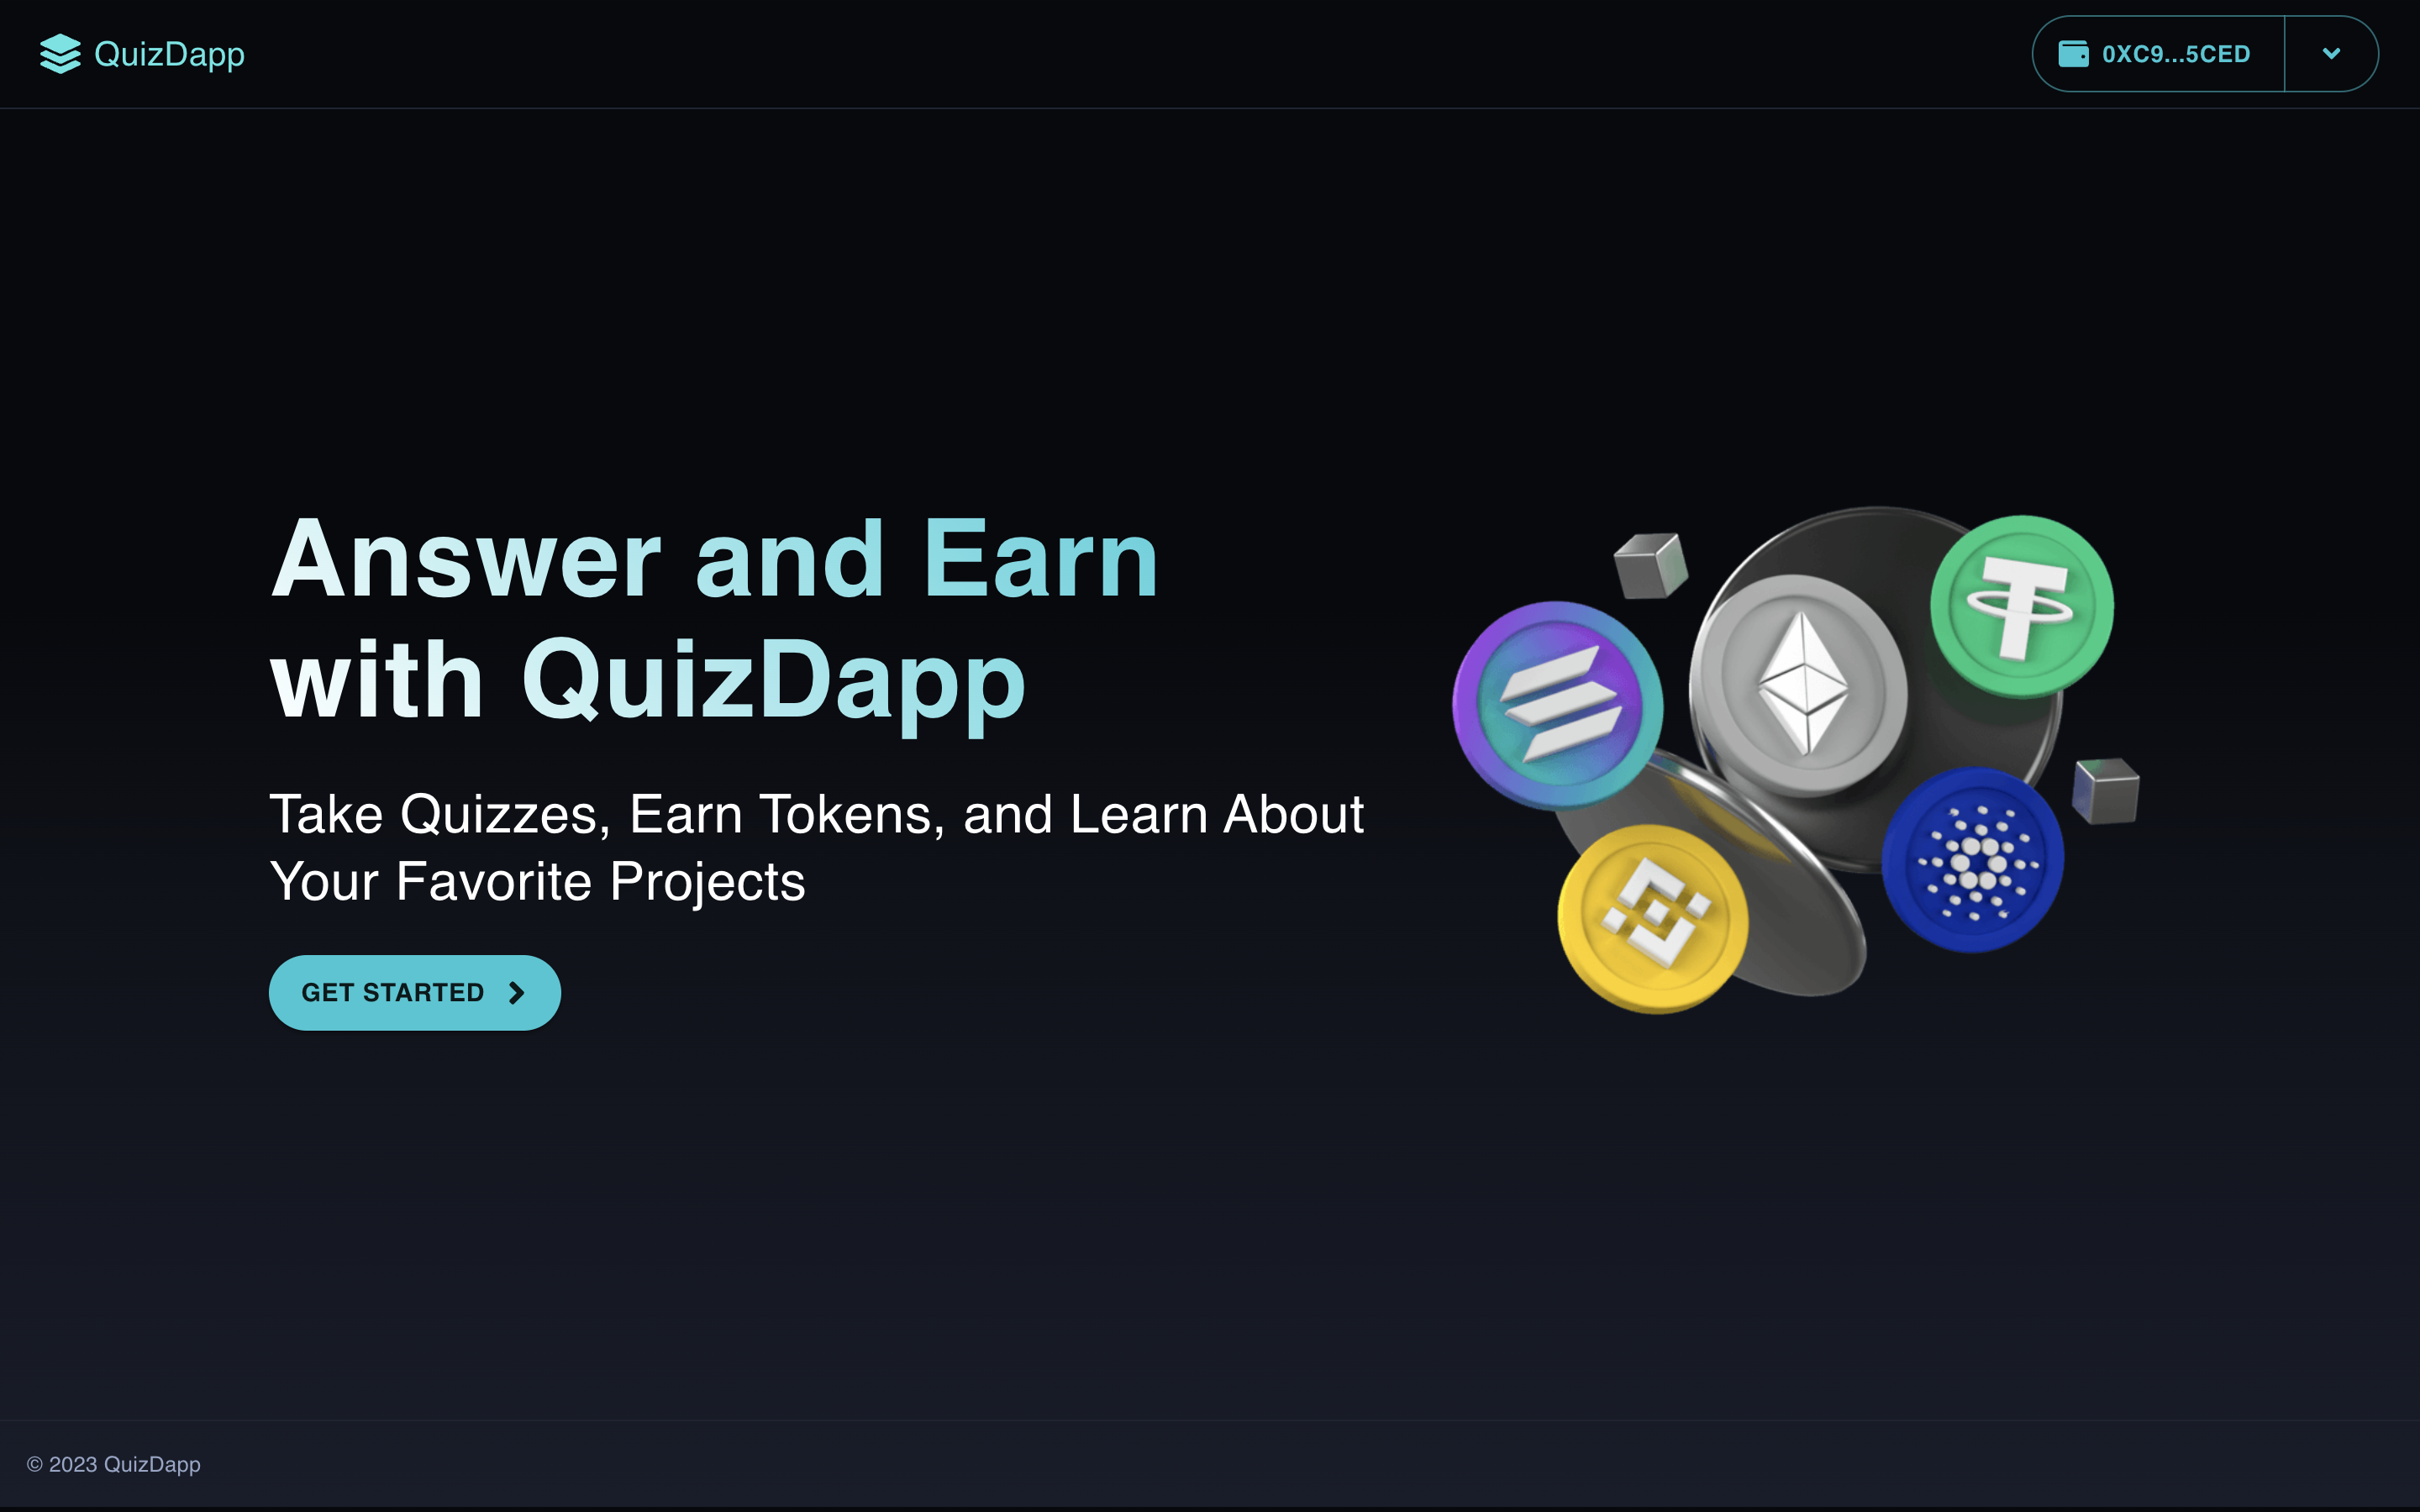 QuizDapp
0XC9...5CED
Answer and Earn
with QuizDapp
Take Quizzes, Earn Tokens, and Learn About
Your Favorite Projects
GET STARTED
© 2023 QuizDapp